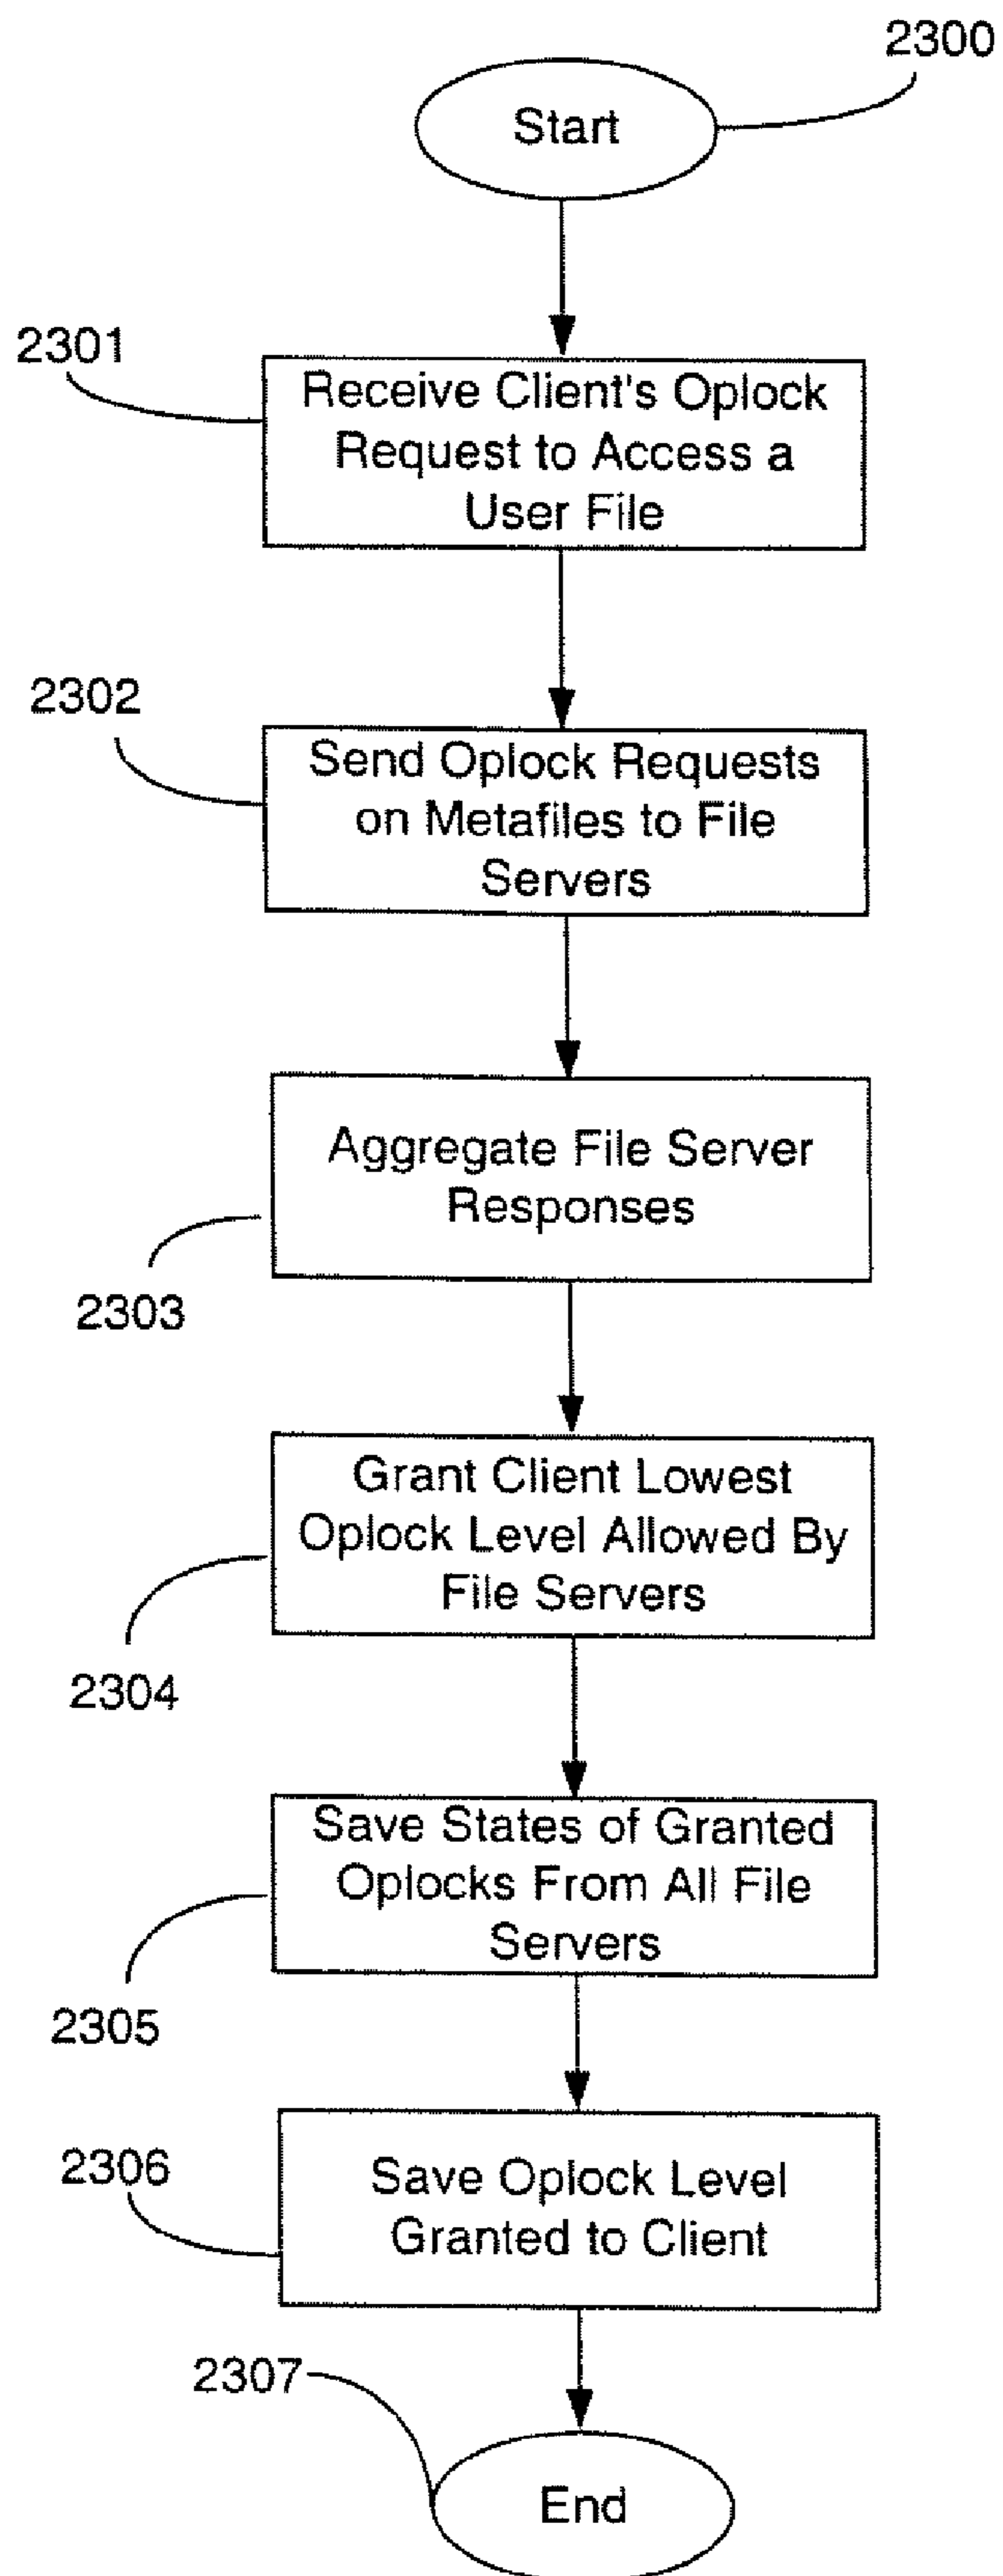 2300
Start
2301
Receive Client's Oplock
Request to Access a
User File
2302
Send Oplock Requests
on Metafiles to File
Servers
Aggregate File Server
Responses
2303
Grant Client Lowest
Oplock Level Allowed By
File Servers
2304
Save States of Granted
Oplocks From All File
Servers
2305
2306
Save Oplock Level
Granted to Client
2307
End